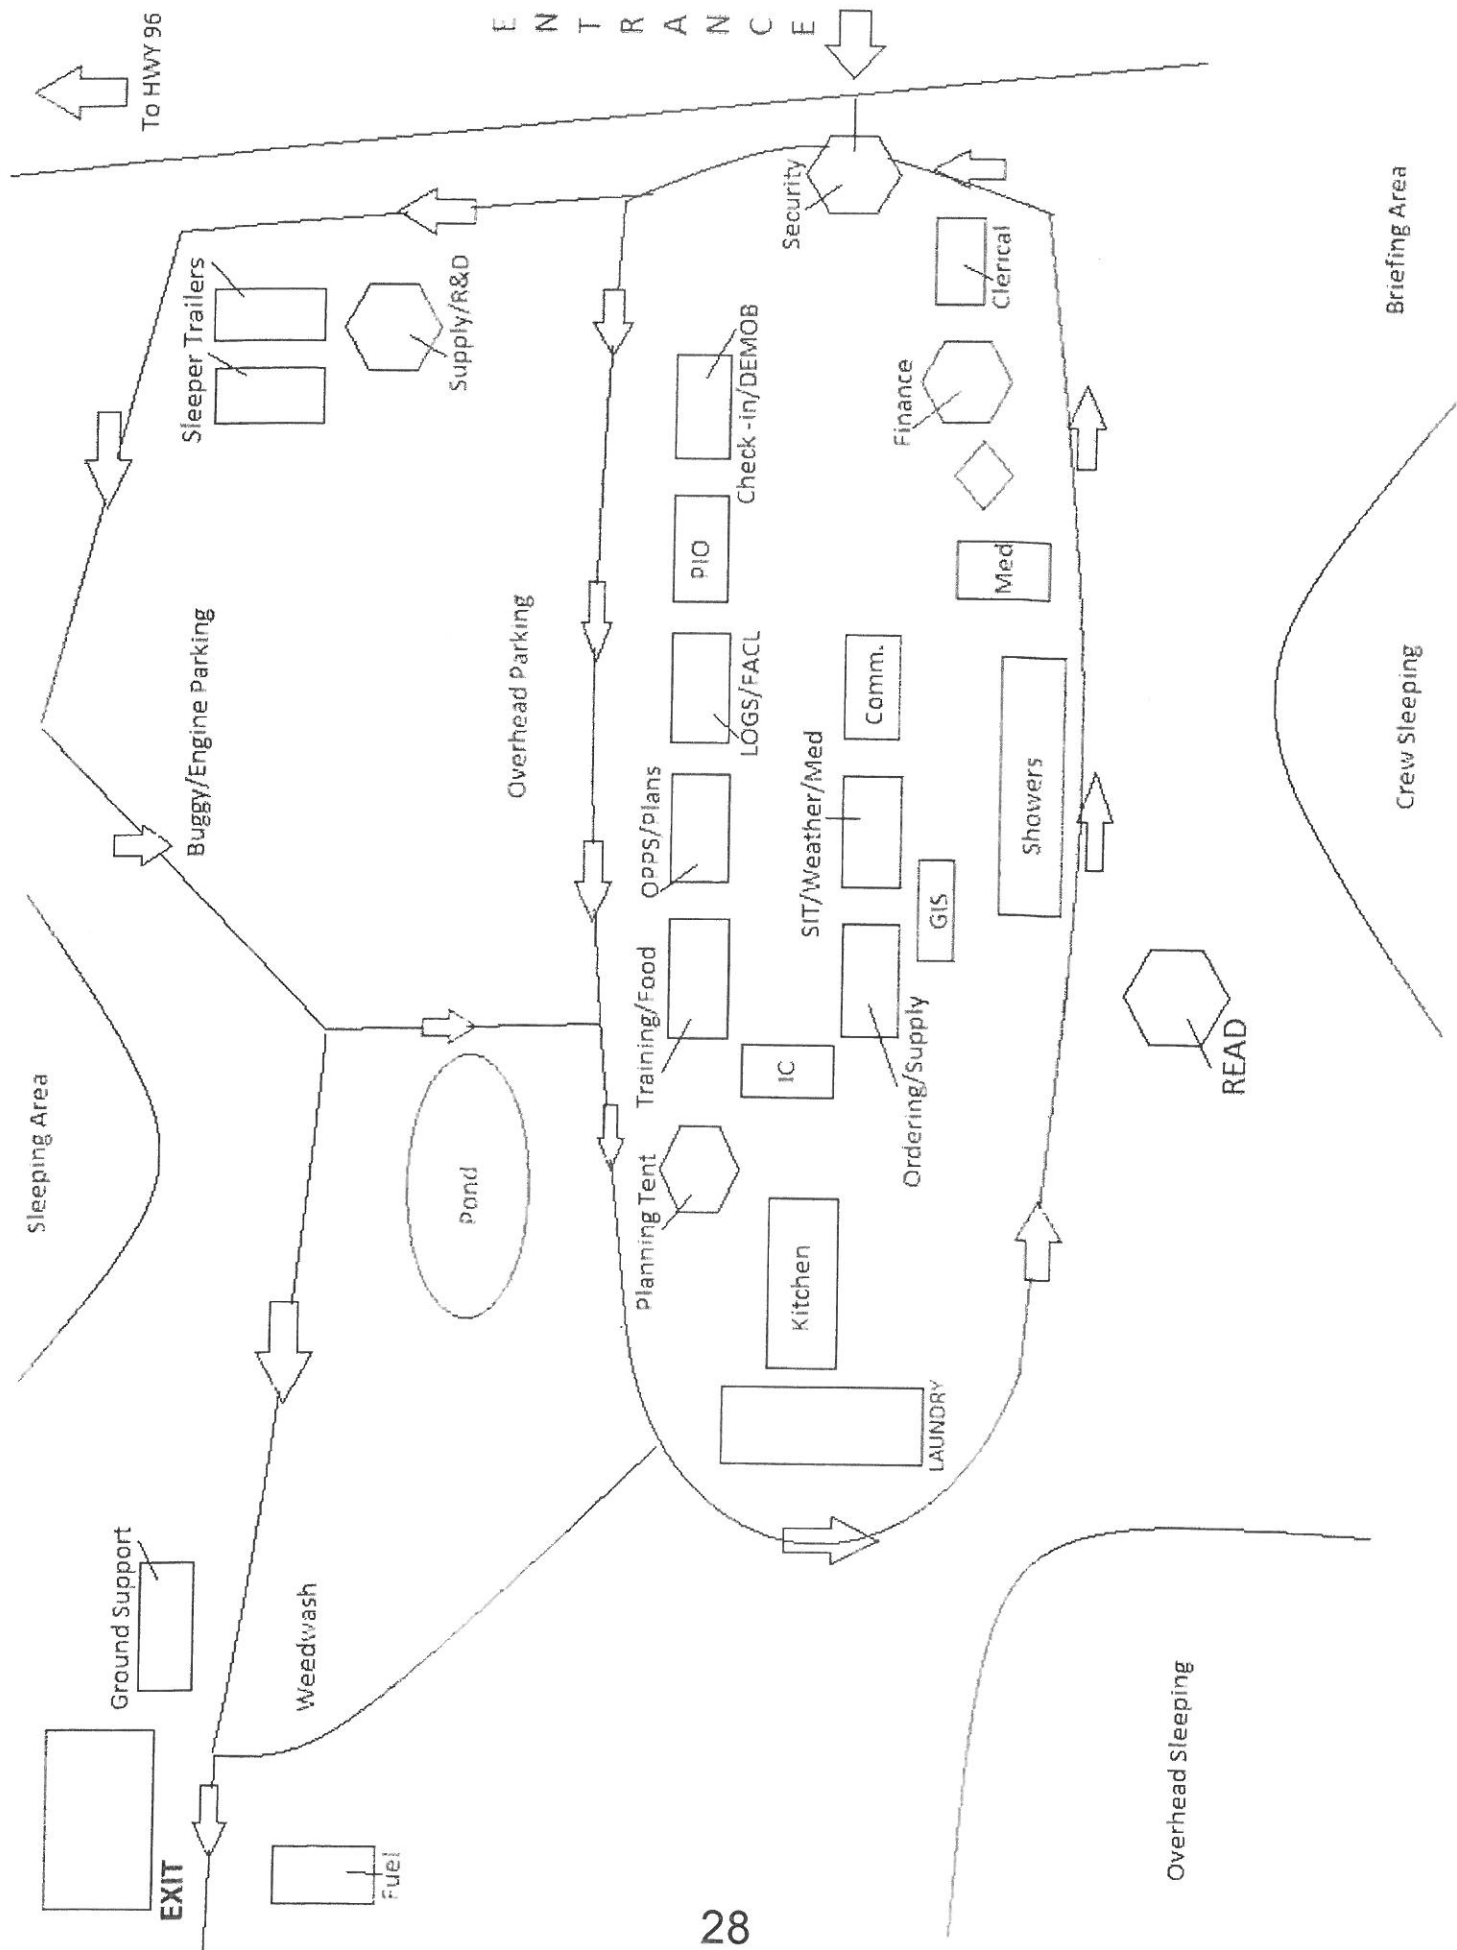 ENTRANCE
To HWY 96
Security
Sleeper Trailers
Supply/R&D
Clerical
Briefing Area
Finance
Check -in/DEMOB
PIO
Med
Buggy/Engine Parking
Overhead Parking
LOGS/FACL
Comm.
OPPS/Plans
SIT/Weather/Med
Showers
Crew Sleeping
GIS
Training/Food
Ordering/Supply
IC
READ
Sleeping Area
Pond
Planning Tent
Kitchen
LAUNDRY
Ground Support
Weedwash
Overhead Sleeping
EXIT
Fuel
28